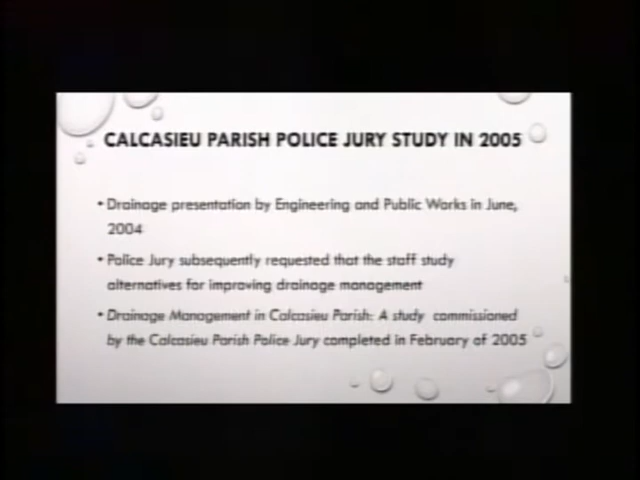 CALCASIEU PARISH POLICE JURY STUDY IN 2005
• Drainage presentation by Engineering and Public Works in June,
2004
• Police Jury subsequently requested that the staff study
alternatives for improving drainage management
• Drainage Management in Calcasieu Parish: A study commissioned
by the Calcasieu Parish Police Jury completed in February of 2005